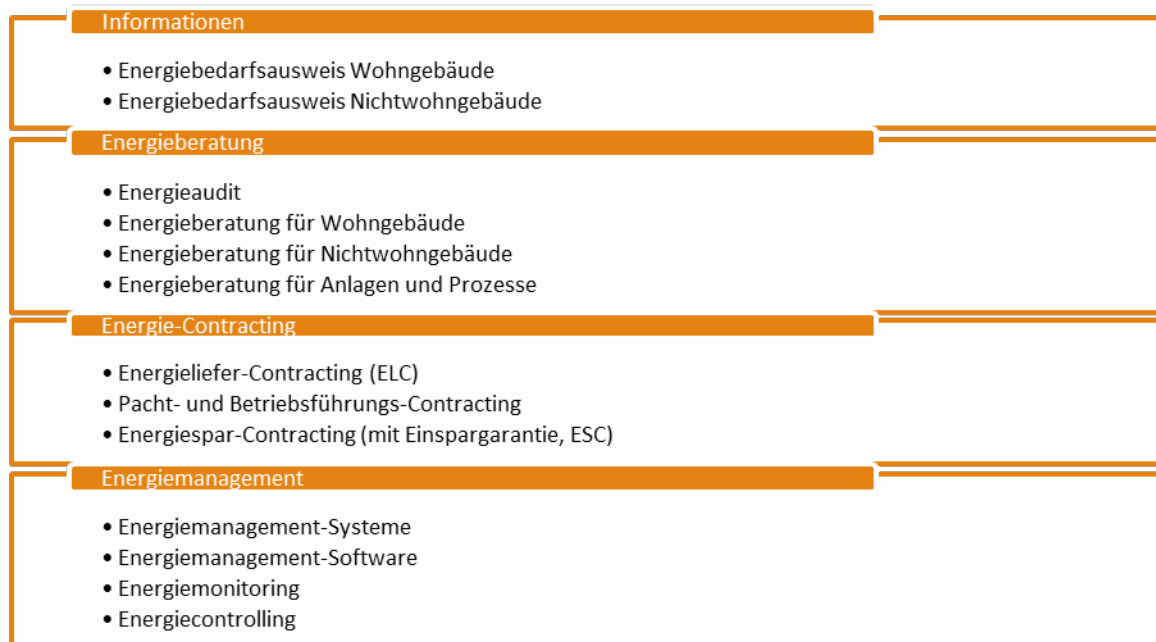 Informationen
• Energiebedarfsausweis Wohngebäude
• Energiebedarfsausweis Nichtwohngebäude
Energieberatung
• Energieaudit
• Energieberatung für Wohngebäude
• Energieberatung für Nichtwohngebäude
• Energieberatung für Anlagen und Prozesse
Energie-Contracting
• Energieliefer-Contracting (ELC)
• Pacht- und Betriebsführungs-Contracting
• Energiespar-Contracting (mit Einspargarantie, ESC)
Energiemanagement
• Energiemanagement-Systeme
• Energiemanagement-Software
• Energiemonitoring
• Energiecontrolling